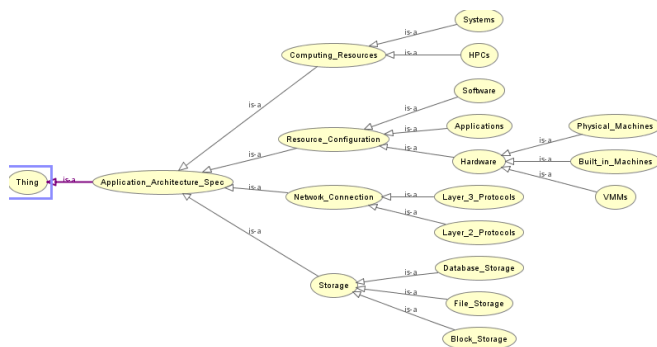 Systems
is-a
Computing_Resources
is-a
HPCs
is-a
Software
is-a
Applications
is-a
Resource_Configuration
is-a
is-a
Hardware
Physical_Machines
is-a
is-a
Built_in_Machines
is-a
VMMs
Thing
is-a
Application_Architecture_Spec
is-a
is-a
Network_Connection
is-a
Layer_3_Protocols
is-a
Layer_2_Protocols
is-a
Storage
is-a
Database_Storage
is-a
File_Storage
is-a
Block_Storage